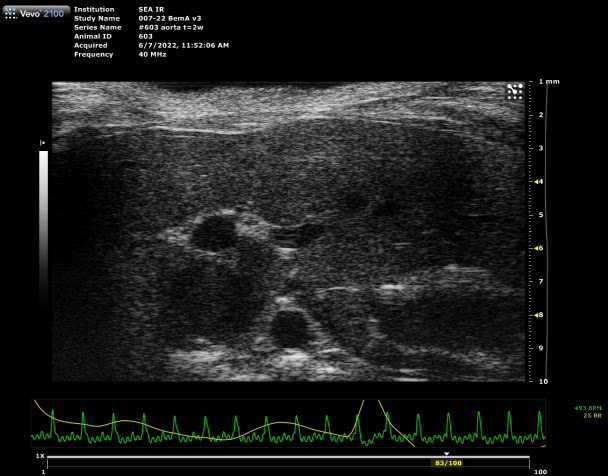 Vevo 2100
Institution SEA IR
Study Name 007-22 BemA v3
Series Name #603 aorta t=2w
Animal ID 603
Acquired 6/7/2022, 11:52:06 AM
Frequency 40 MHz
1 mm
2
3
4
5
6
7
8
9
10
493 BPM
25 RR
1X
83/100
1 100